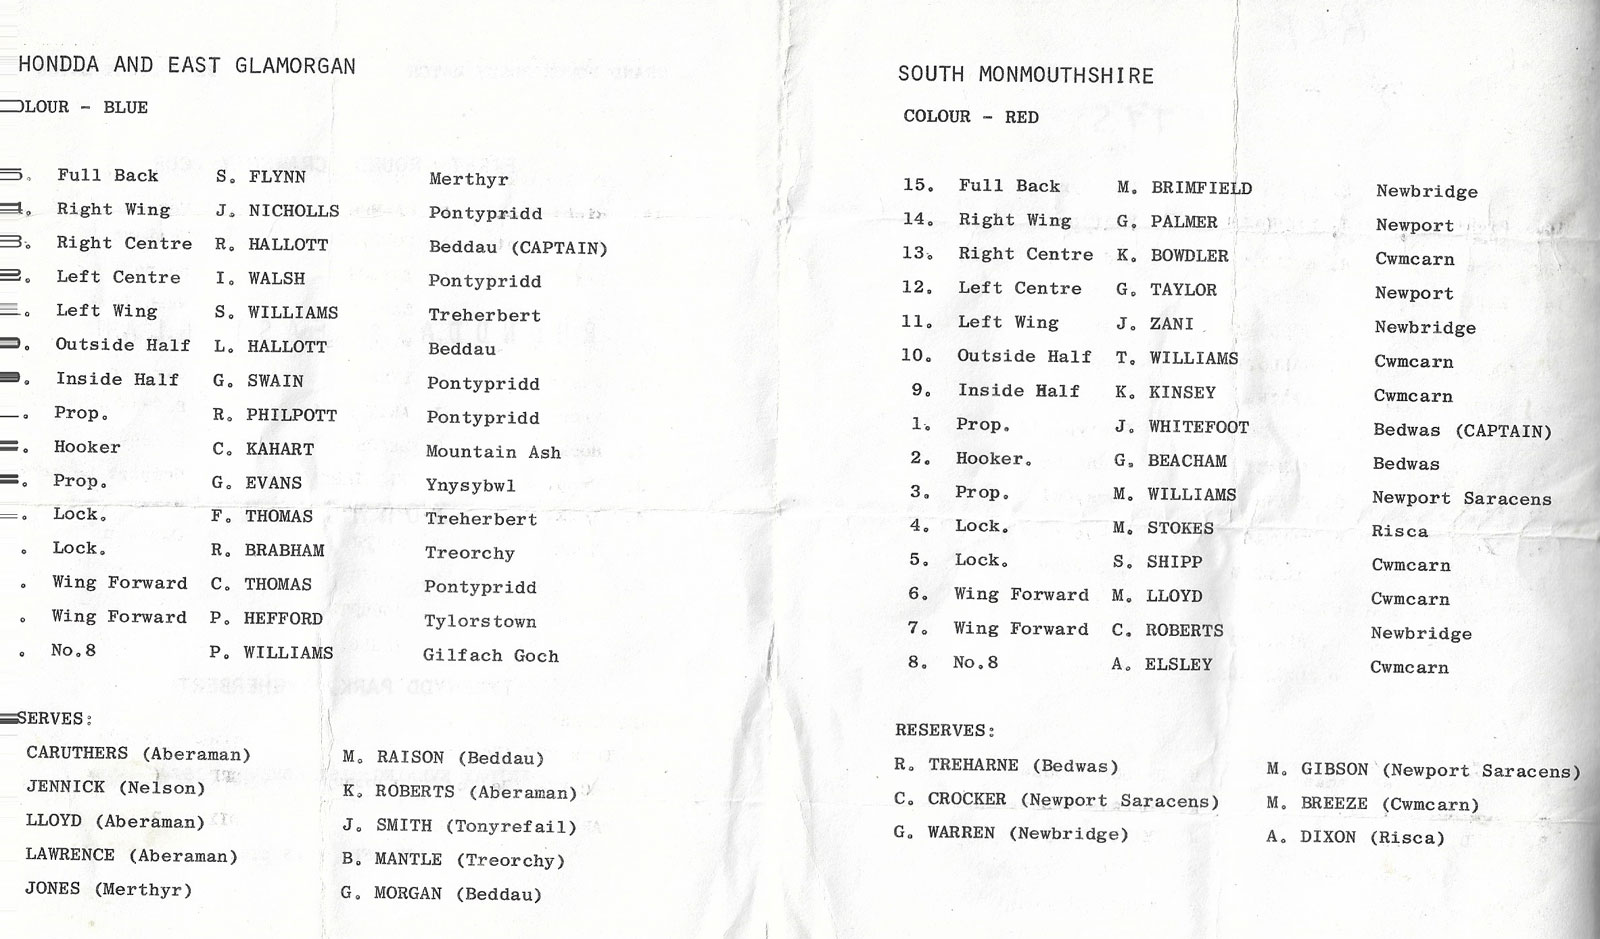 HONDDA AND EAST GLAMORGAN
OLOUR - BLUE
5. Full Back S. FLYNN Merthyr
4. Right Wing J. NICHOLLS Pontypridd
3. Right Centre R. HALLOTT Beddau (CAPTAIN)
2. Left Centre I. WALSH Pontypridd
Left Wing S. WILLIAMS Treherbert
Outside Half L. HALLOTT Beddau
Inside Half G. SWAIN Pontypridd
Prop. R. PHILPOTT Pontypridd
Hooker C. KAHART Mountain Ash
Prop. G. EVANS Ynysybwl
Lock. F. THOMAS Treherbert
Lock. R. BRABHAM Treorchy
Wing Forward C. THOMAS Pontypridd
Wing Forward P. HEFFORD Tylorstown
No.8 P. WILLIAMS Gilfach Goch
SERVES:
CARUTHERS (Aberaman) M. RAISON (Beddau)
JENNICK (Nelson) K. ROBERTS (Aberaman)
LLOYD (Aberaman) J. SMITH (Tonyrefail)
LAWRENCE (Aberaman) B. MANTLE (Treorchy)
JONES (Merthyr) G. MORGAN (Beddau)
SOUTH MONMOUTHSHIRE
COLOUR - RED
15. Full Back M. BRIMFIELD Newbridge
14. Right Wing G. PALMER Newport
13. Right Centre K. BOWDLER Cwmcarn
12. Left Centre G. TAYLOR Newport
11. Left Wing J. ZANI Newbridge
10. Outside Half T. WILLIAMS Cwmcarn
9. Inside Half K. KINSEY Cwmcarn
1. Prop. J. WHITEFOOT Bedwas (CAPTAIN)
2. Hooker. G. BEACHAM Bedwas
3. Prop. M. WILLIAMS Newport Saracens
4. Lock. M. STOKES Risca
5. Lock. S. SHIPP Cwmcarn
6. Wing Forward M. LLOYD Cwmcarn
7. Wing Forward C. ROBERTS Newbridge
8. No.8 A. ELSLEY Cwmcarn
RESERVES:
R. TREHARNE (Bedwas) M. GIBSON (Newport Saracens)
C. CROCKER (Newport Saracens) M. BREEZE (Cwmcarn)
G. WARREN (Newbridge) A. DIXON (Risca)